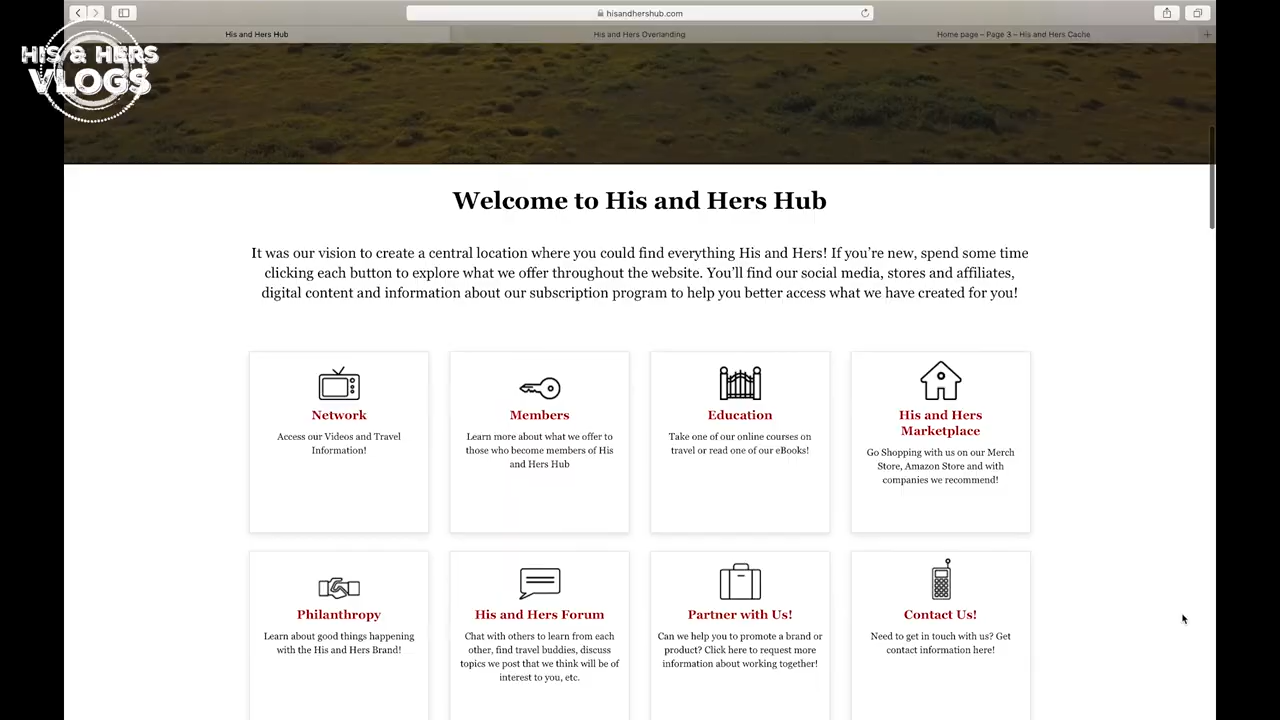 hisandhershub.com
His and Hers Hub
His and Hers Overlanding
Home page – Page 3 – His and Hers Cache
HIS & HERS
VLOGS
Welcome to His and Hers Hub
It was our vision to create a central location where you could find everything His and Hers! If you're new, spend some time
clicking each button to explore what we offer throughout the website. You'll find our social media, stores and affiliates,
digital content and information about our subscription program to help you better access what we have created for you!
Network
Access our Videos and Travel
Information!
Members
Learn more about what we offer to
those who become members of His
and Hers Hub
Education
Take one of our online courses on
travel or read one of our eBooks!
His and Hers
Marketplace
Go Shopping with us on our Merch
Store, Amazon Store and with
companies we recommend!
Philanthropy
Learn about good things happening
with the His and Hers Brand!
His and Hers Forum
Chat with others to learn from each
other, find travel buddies, discuss
topics we post that we think will be of
interest to you, etc.
Partner with Us!
Can we help you to promote a brand or
product? Click here to request more
information about working together!
Contact Us!
Need to get in touch with us? Get
contact information here!